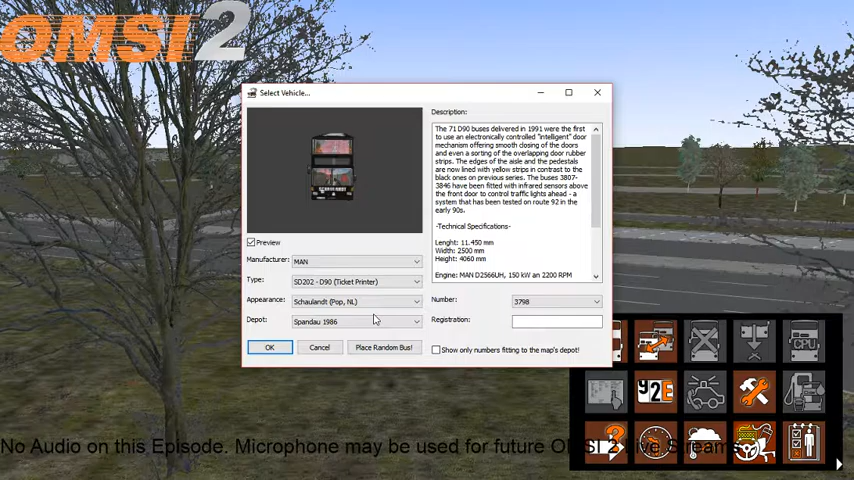 OMSI 2
Select Vehicle...
Description:
The 71 D90 buses delivered in 1991 were the first
to use an electronically controlled "intelligent" door
mechanism offering smooth closing of the doors
and even a sorting of the overlapping door rubber
strips. The edges of the aisle and the pedestals
are now lined with yellow strips in contrast to the
black ones on previous series. The buses 3807-
3846 have been fitted with infrared sensors above
the front door to control traffic lights ahead - a
system that has been tested on route 92 in the
early 90s.
-Technical Specifications-
Lenght: 11.450 mm
Width: 2500 mm
Height: 4060 mm
Engine: MAN D2566UH, 150 kW an 2200 RPM
Preview
Manufacturer: MAN
Type: SD202 - D90 (Ticket Printer)
Appearance: Schaulandt (Pop, NL)
Number: 3798
Depot: Spandau 1986
Registration:
OK Cancel Place Random Bus!
Show only numbers fitting to the map's depot!
CPU
92E
No Audio on this Episode. Microphone may be used for future OMSI 2 Live Streams